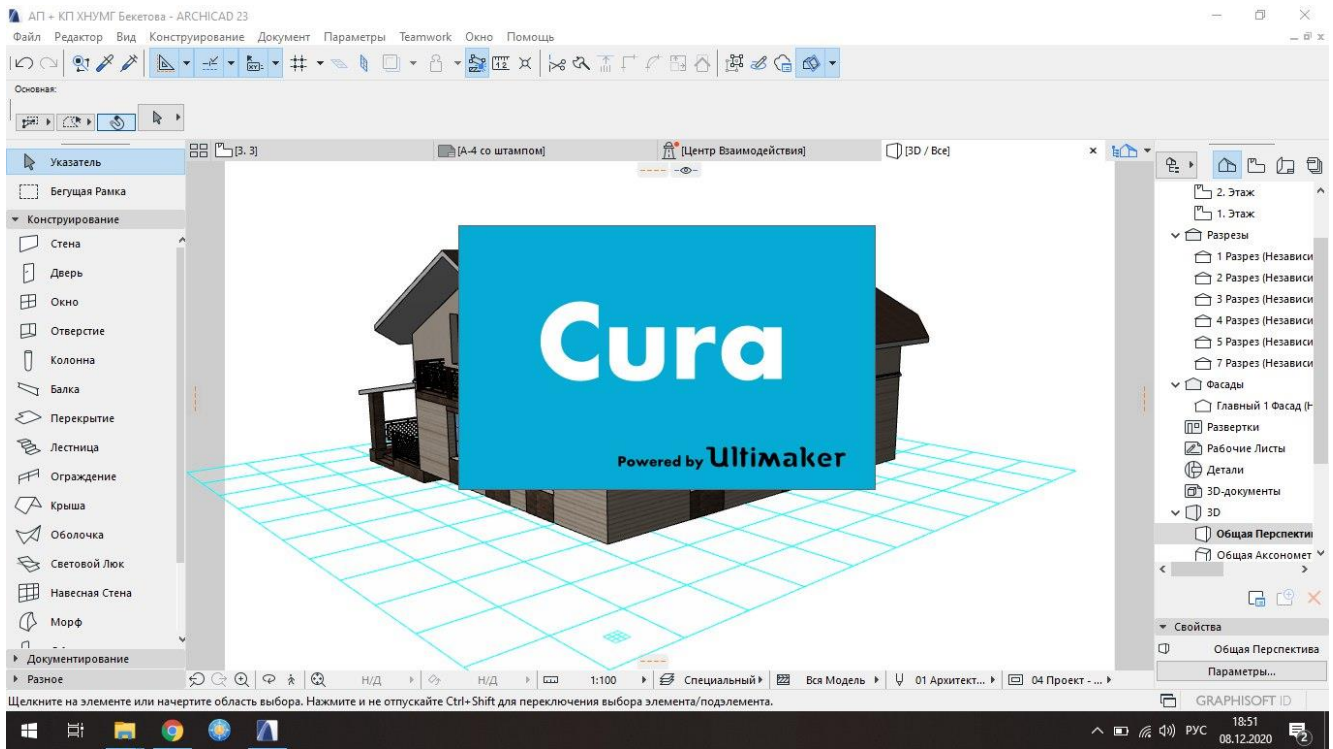 АП + КП ХНУМГ Бекетова - ARCHICAD 23
Файл Редактор Вид Конструирование Документ Параметры Teamwork Окно Помощь
Основная:
[3. 3] [А-4 со штампом] [Центр Взаимодействия] [3D / Все]
Указатель
Бегущая Рамка
Конструирование
Стена
Дверь
Окно
Отверстие
Колонна
Балка
Перекрытие
Лестница
Ограждение
Крыша
Оболочка
Световой Люк
Навесная Стена
Морф
Документирование
Разное
Cura
Powered by Ultimaker
2. Этаж
1. Этаж
Разрезы
1 Разрез (Независи
2 Разрез (Независи
3 Разрез (Независи
4 Разрез (Независи
5 Разрез (Независи
7 Разрез (Независи
Фасады
Главный 1 Фасад (Н
Развертки
Рабочие Листы
Детали
3D-документы
3D
Общая Перспектив
Общая Аксономет
Свойства
Общая Перспектива
Параметры...
Н/Д Н/Д 1:100 Специальный Вся Модель 01 Архитект... 04 Проект - ...
Щелкните на элементе или начертите область выбора. Нажмите и не отпускайте Ctrl+Shift для переключения выбора элемента/подэлемента.
GRAPHISOFT ID
РУС
18:51
08.12.2020
2